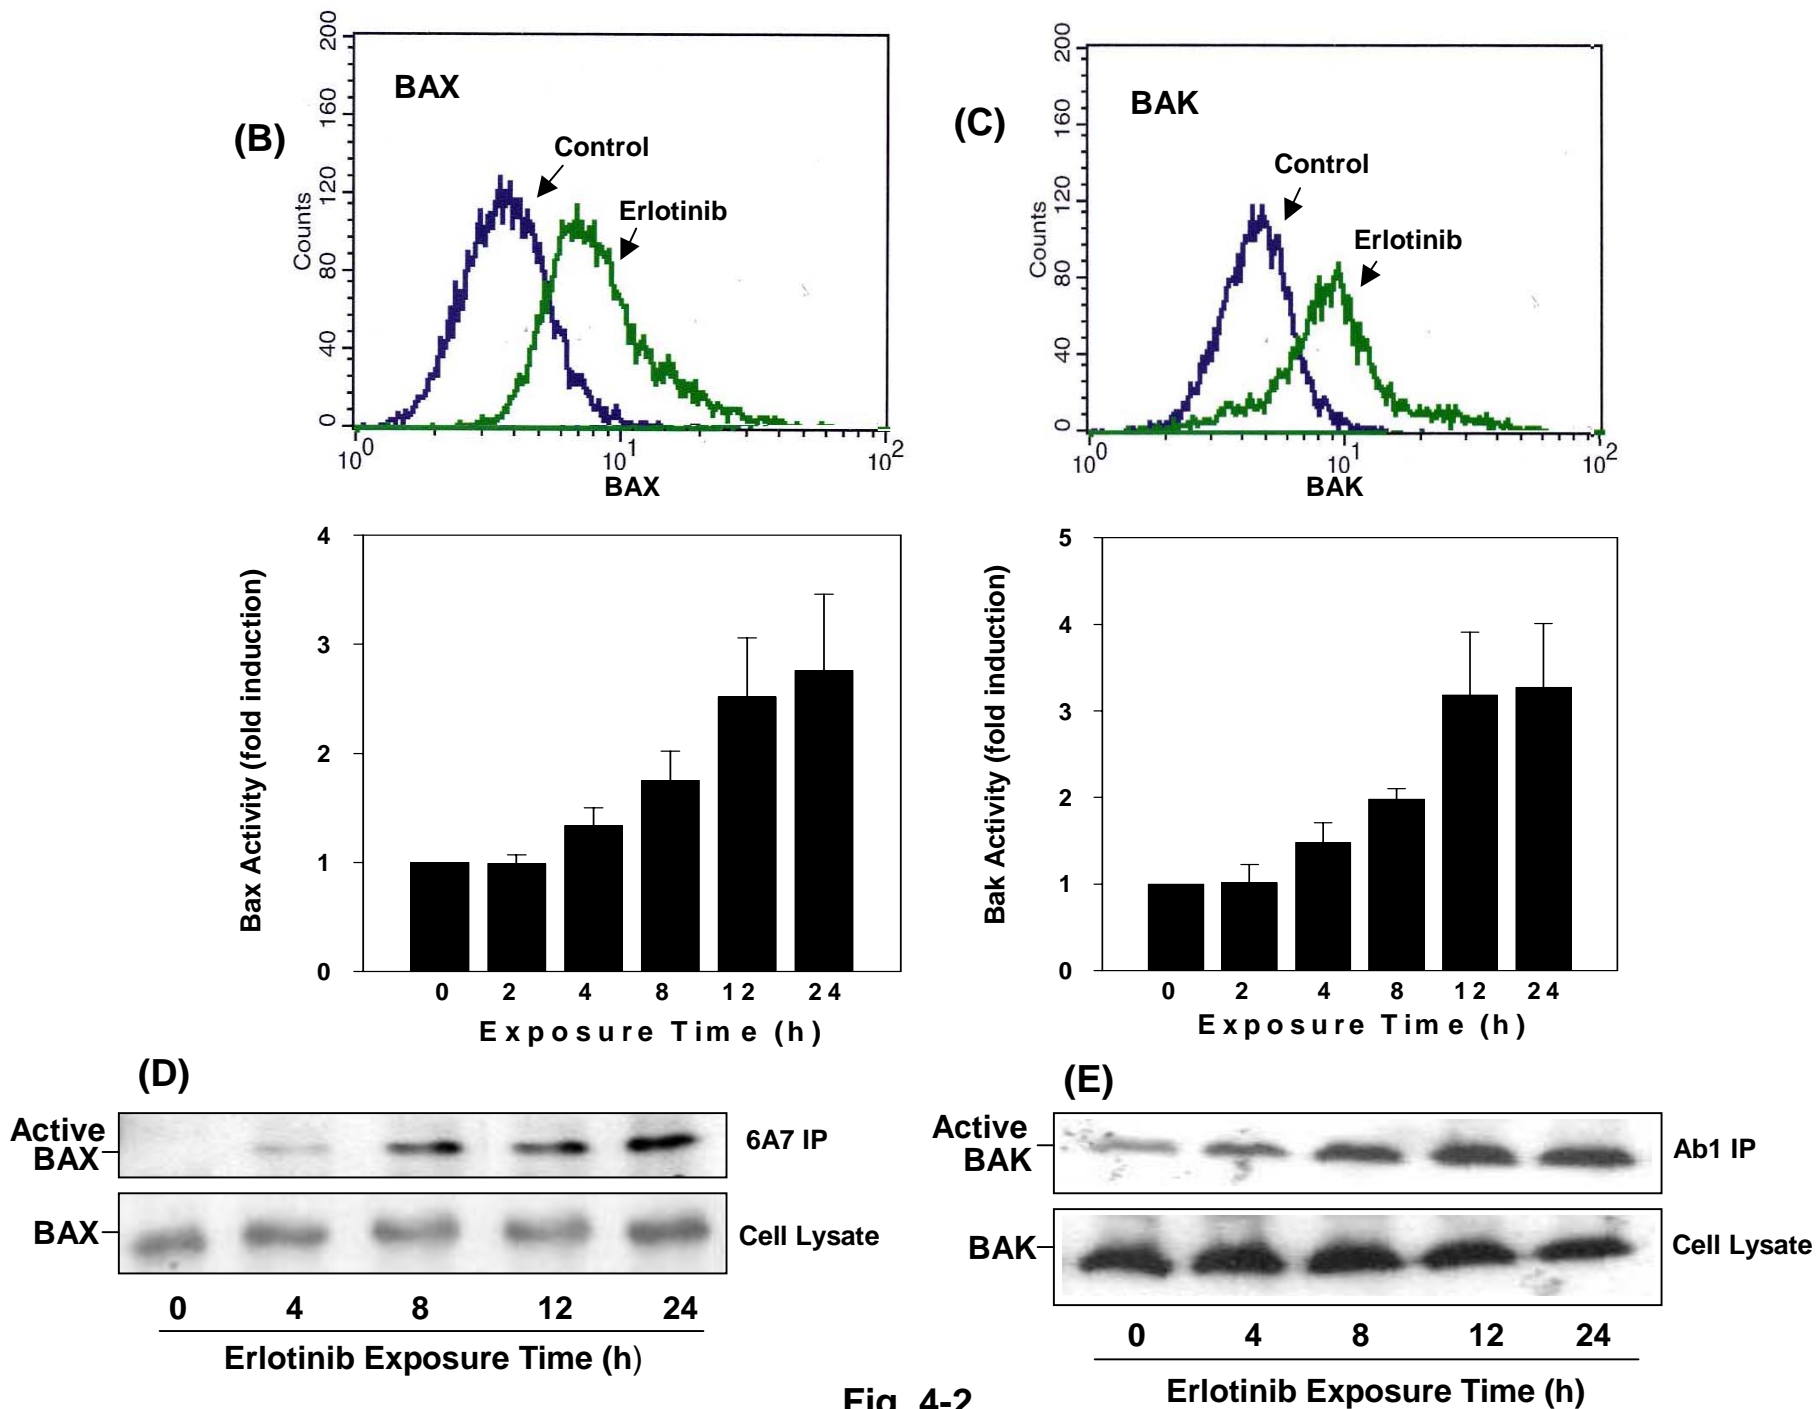 (B)
BAX
Control
Erlotinib
Counts
200
160
120
80
40
0
10^0
10^1
10^2
BAX
(C)
BAK
Control
Erlotinib
Counts
200
160
120
80
40
0
10^0
10^1
10^2
BAK
Bax Activity (fold induction)
4
3
2
1
0
0 2 4 8 12 24
Exposure Time (h)
Bak Activity (fold induction)
5
4
3
2
1
0
0 2 4 8 12 24
Exposure Time (h)
(D)
Active
BAX
6A7 IP
BAX
Cell Lysate
0 4 8 12 24
Erlotinib Exposure Time (h)
(E)
Active
BAK
Ab1 IP
BAK
Cell Lysate
0 4 8 12 24
Erlotinib Exposure Time (h)
Fig. 4-2